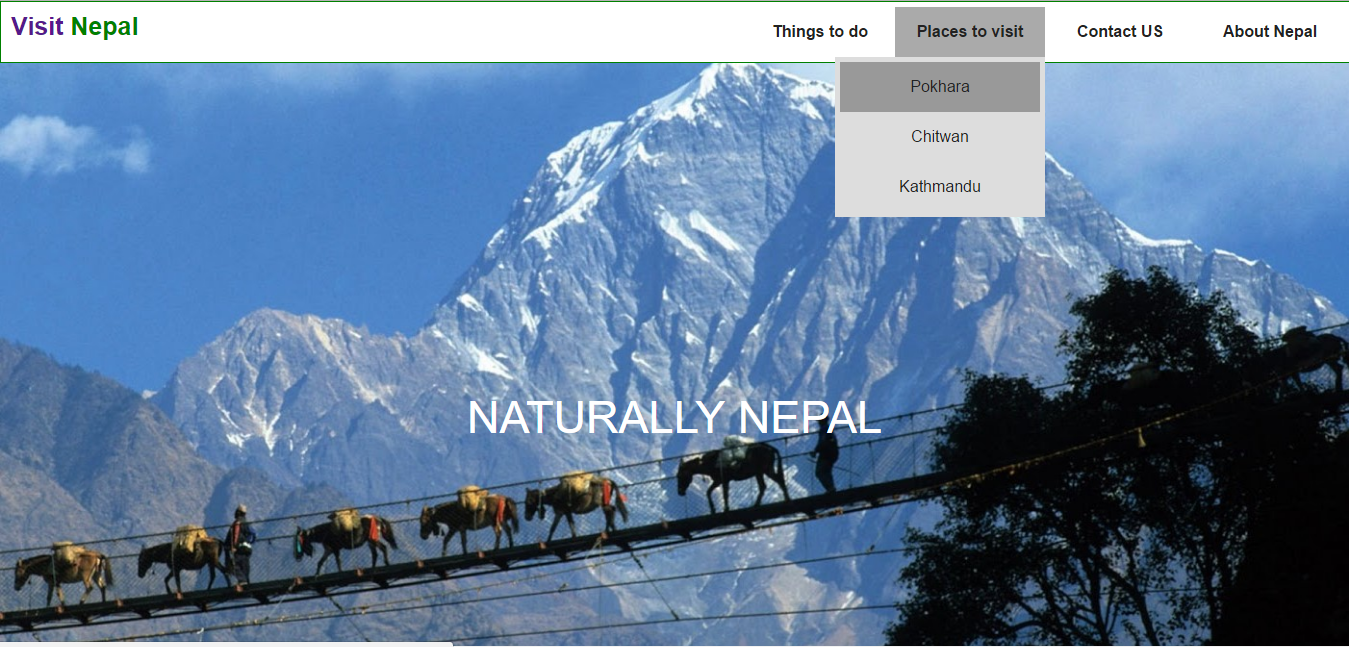 Visit Nepal
Things to do
Places to visit
Contact US
About Nepal
Pokhara
Chitwan
Kathmandu
NATURALLY NEPAL